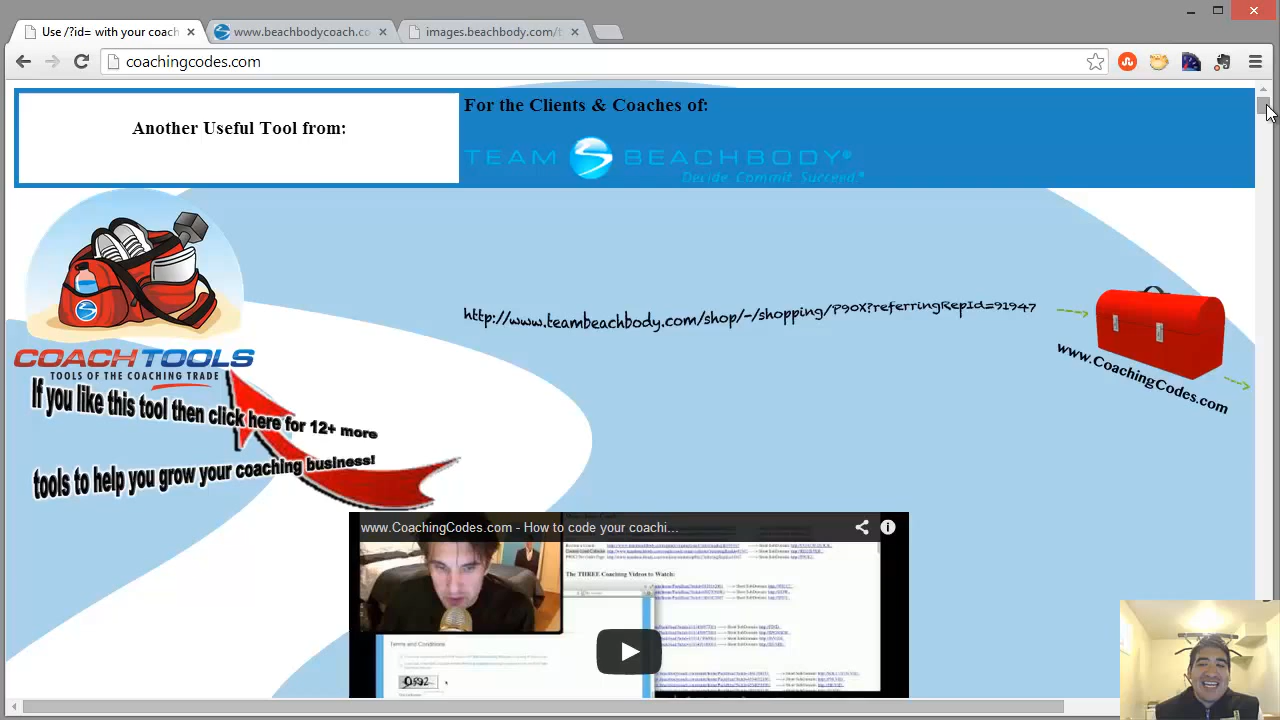 Use /?id= with your coach
www.beachbodycoach.co
images.beachbody.com/t
coachingcodes.com
Another Useful Tool from:
For the Clients & Coaches of:
TEAM BEACHBODY®
Decide. Commit. Succeed.®
http://www.teambeachbody.com/shop/-/shopping/P90X?referringRepId=91947
www.CoachingCodes.com
COACHTOOLS
TOOLS OF THE COACHING TRADE
If you like this tool then click here for 12+ more
tools to help you grow your coaching business!
www.CoachingCodes.com - How to code your coachi...
The THREE Coaching Videos to Watch:
Terms and Conditions